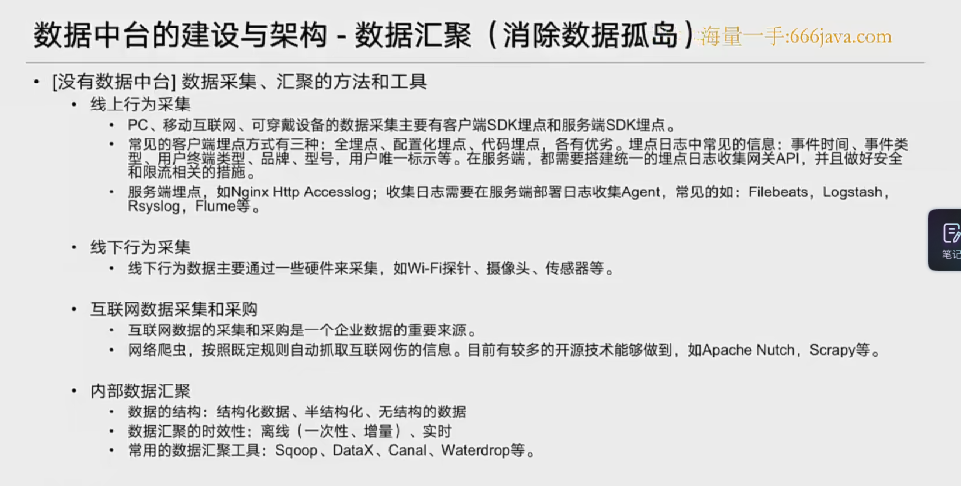 数据中台的建设与架构 - 数据汇聚（消除数据孤岛）海量一手:666java.com
• [没有数据中台] 数据采集、汇聚的方法和工具
• 线上行为采集
• PC、移动互联网、可穿戴设备的数据采集主要有客户端SDK埋点和服务端SDK埋点。
• 常见的客户端埋点方式有三种：全埋点、配置化埋点、代码埋点，各有优劣。埋点日志中常见的信息：事件时间、事件类
型、用户终端类型、品牌、型号，用户唯一标示等。在服务端，都需要搭建统一的埋点日志收集网关API，并且做好安全
和限流相关的措施。
• 服务端埋点，如Nginx Http Accesslog；收集日志需要在服务端部署日志收集Agent，常见的如：Filebeats，Logstash，
Rsyslog，Flume等。
• 线下行为采集
• 线下行为数据主要通过一些硬件来采集，如Wi-Fi探针、摄像头、传感器等。
笔记
• 互联网数据采集和采购
• 互联网数据的采集和采购是一个企业数据的重要来源。
• 网络爬虫，按照既定规则自动抓取互联网伤的信息。目前有较多的开源技术能够做到，如Apache Nutch，Scrapy等。
• 内部数据汇聚
• 数据的结构：结构化数据、半结构化、无结构的数据
• 数据汇聚的时效性：离线（一次性、增量）、实时
• 常用的数据汇聚工具：Sqoop、DataX、Canal、Waterdrop等。